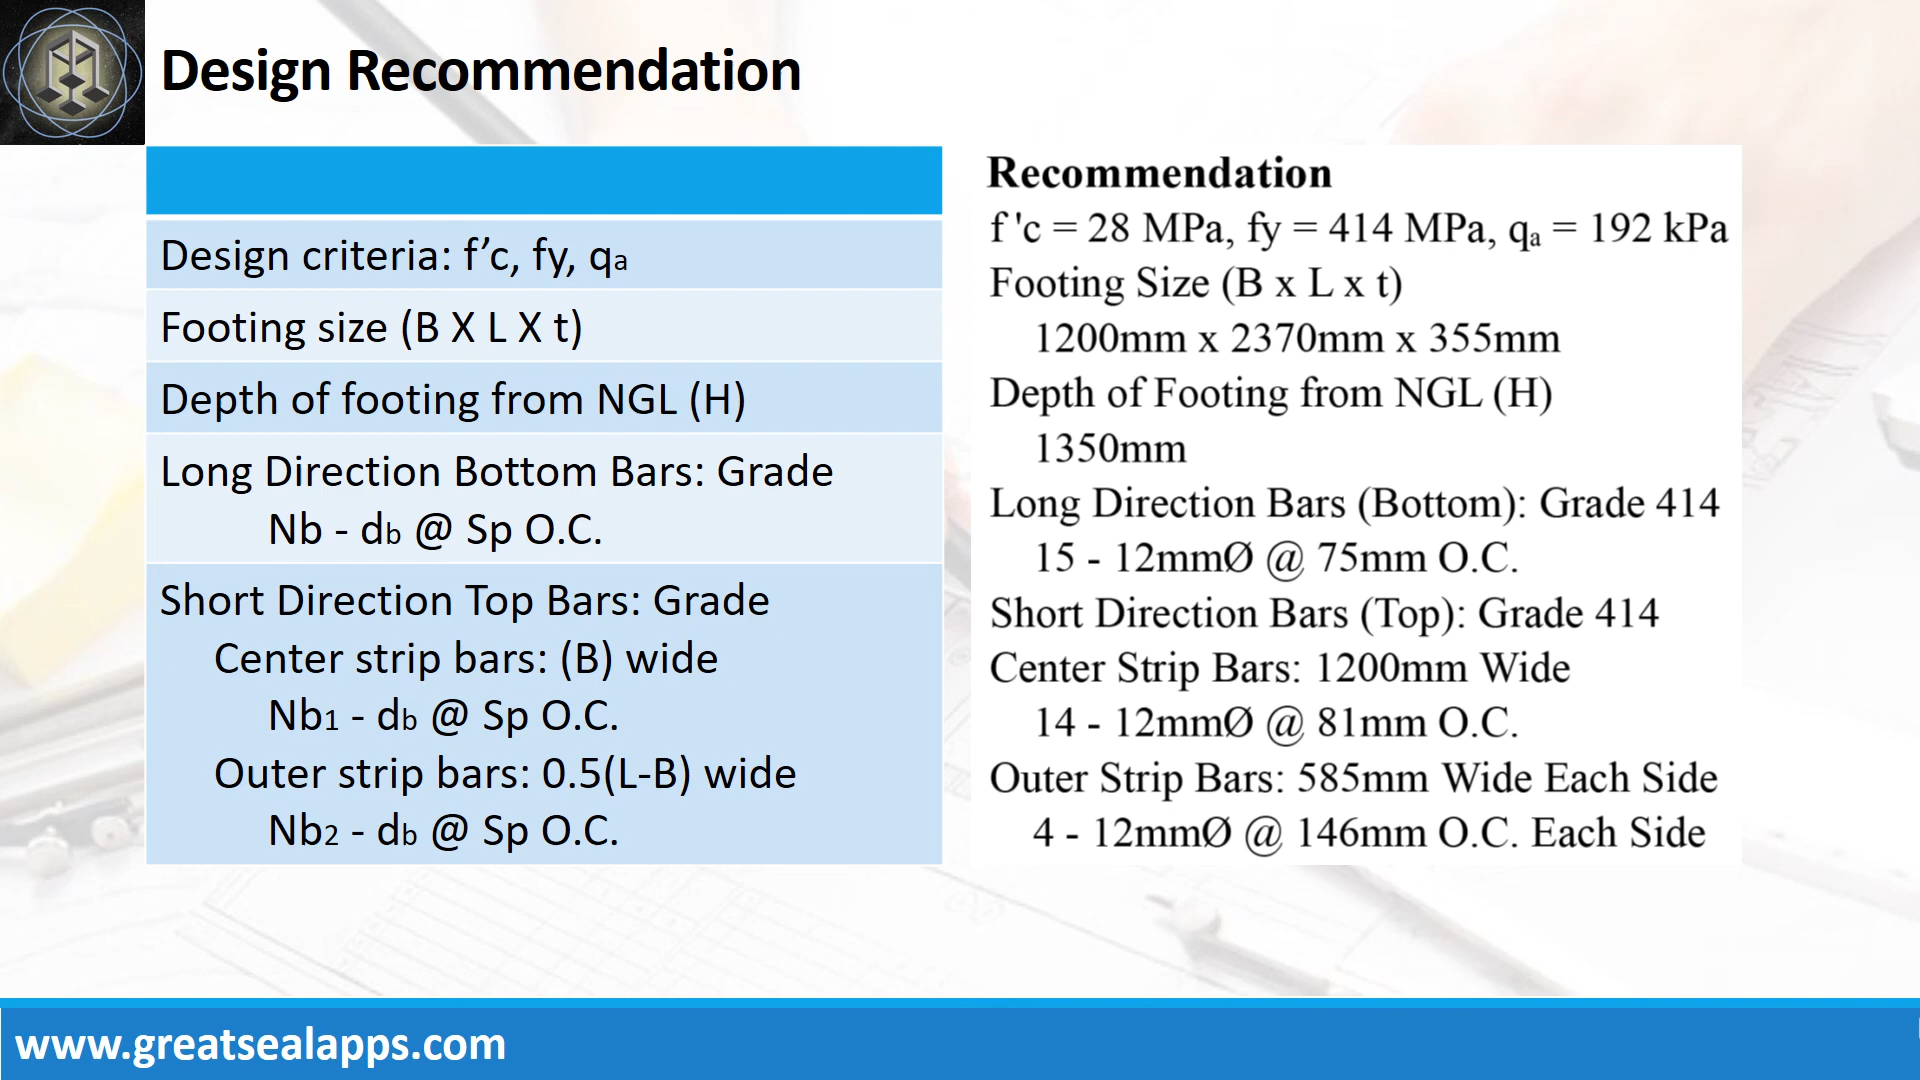 Design Recommendation
Design criteria: f’c, fy, qa
Footing size (B X L X t)
Depth of footing from NGL (H)
Long Direction Bottom Bars: Grade
Nb - db @ Sp O.C.
Short Direction Top Bars: Grade
Center strip bars: (B) wide
Nb1 - db @ Sp O.C.
Outer strip bars: 0.5(L-B) wide
Nb2 - db @ Sp O.C.
Recommendation
f 'c = 28 MPa, fy = 414 MPa, qa = 192 kPa
Footing Size (B x L x t)
1200mm x 2370mm x 355mm
Depth of Footing from NGL (H)
1350mm
Long Direction Bars (Bottom): Grade 414
15 - 12mmØ @ 75mm O.C.
Short Direction Bars (Top): Grade 414
Center Strip Bars: 1200mm Wide
14 - 12mmØ @ 81mm O.C.
Outer Strip Bars: 585mm Wide Each Side
4 - 12mmØ @ 146mm O.C. Each Side
www.greatsealapps.com